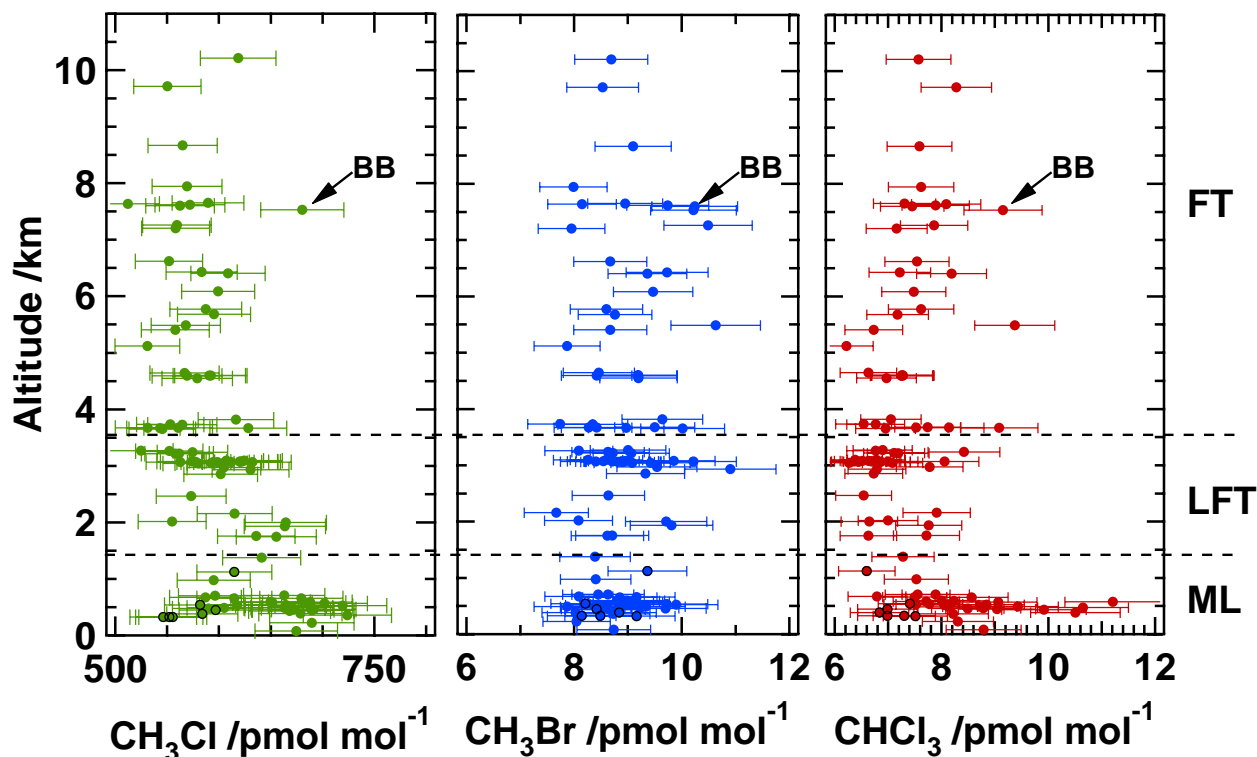 Altitude /km
10
8
6
4
2
0
BB
BB
BB
FT
LFT
ML
500 750
6 8 10 12
6 8 10 12
CH₃Cl /pmol mol⁻¹
CH₃Br /pmol mol⁻¹
CHCl₃ /pmol mol⁻¹